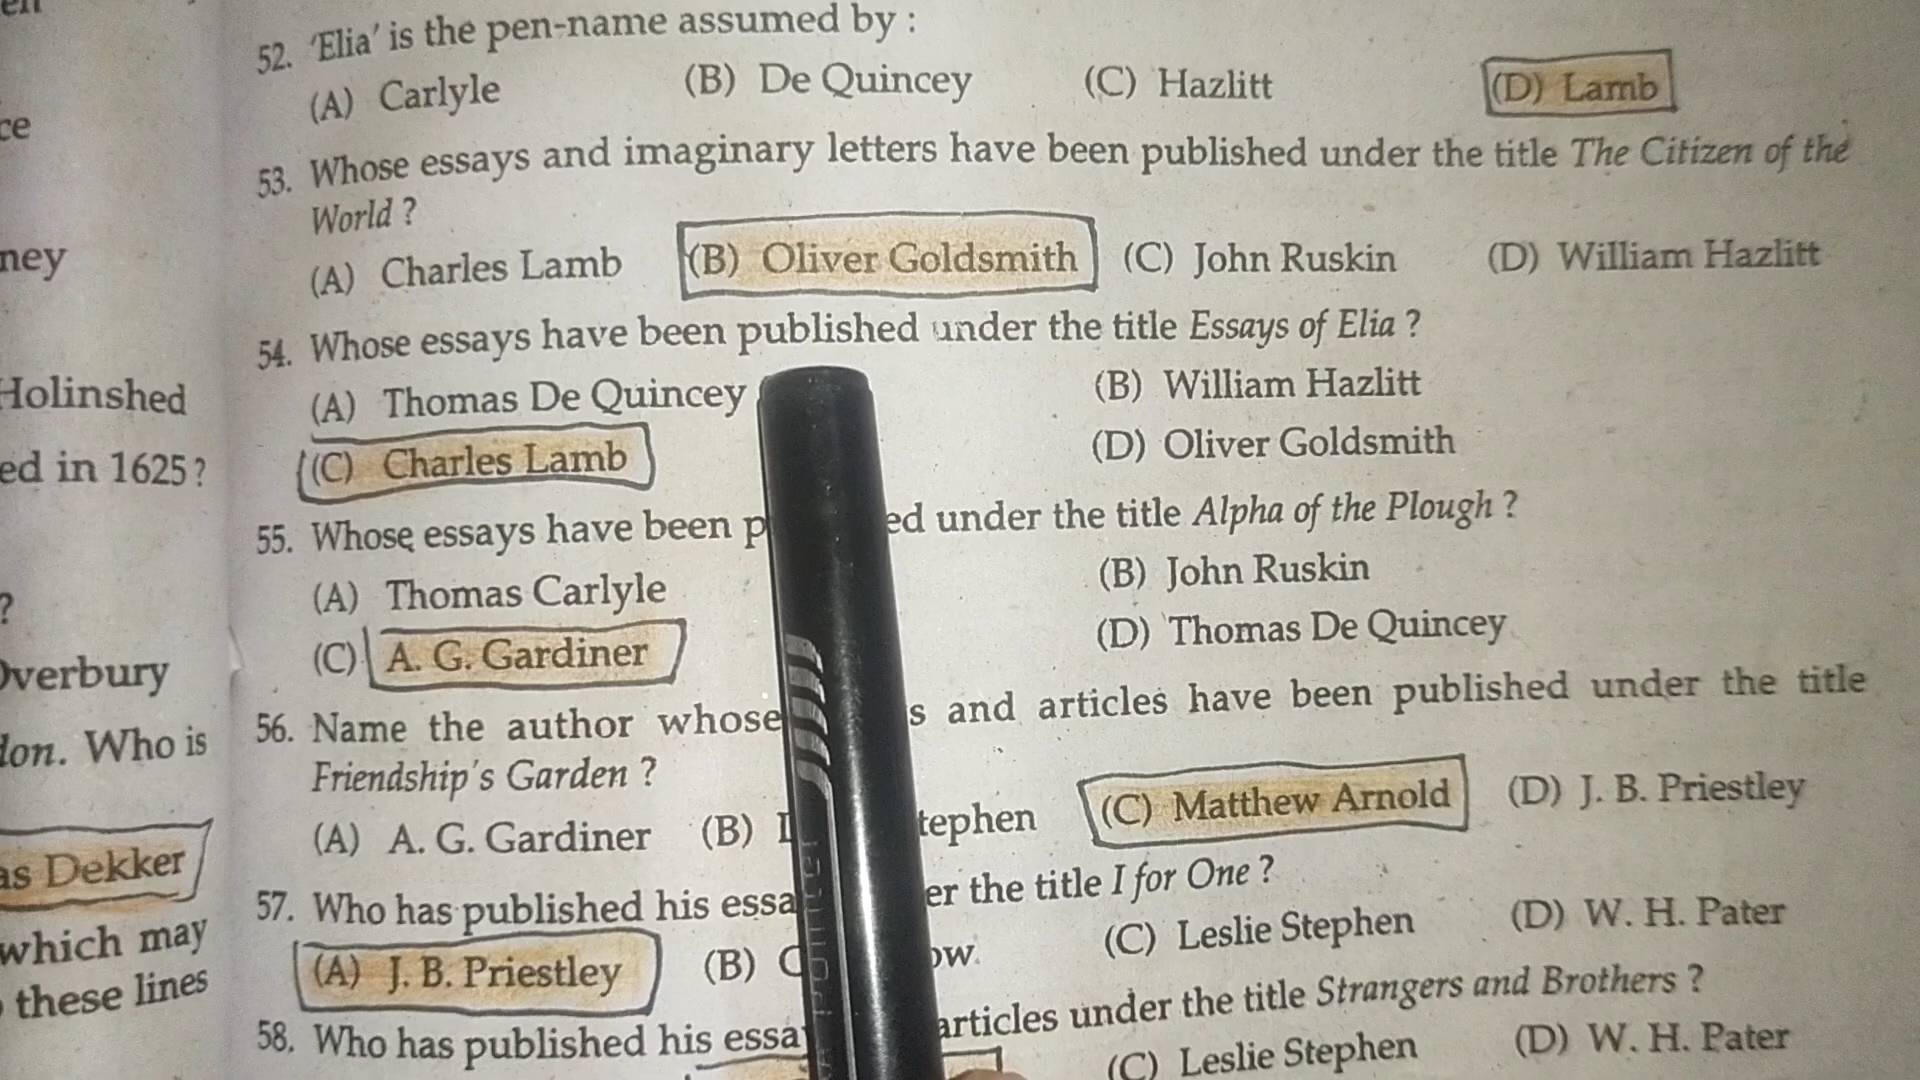 ce
ney
Holinshed
ed in 1625?
?
Overbury
don. Who is
as Dekker
which may
these lines
52. 'Elia' is the pen-name assumed by :
(A) Carlyle (B) De Quincey (C) Hazlitt (D) Lamb
53. Whose essays and imaginary letters have been published under the title The Citizen of the
World ?
(A) Charles Lamb (B) Oliver Goldsmith (C) John Ruskin (D) William Hazlitt
54. Whose essays have been published under the title Essays of Elia ?
(A) Thomas De Quincey (B) William Hazlitt
(C) Charles Lamb (D) Oliver Goldsmith
55. Whose essays have been p ed under the title Alpha of the Plough ?
(A) Thomas Carlyle (B) John Ruskin
(C) A. G. Gardiner (D) Thomas De Quincey
56. Name the author whose s and articles have been published under the title
Friendship's Garden ?
(A) A. G. Gardiner (B) tephen (C) Matthew Arnold (D) J. B. Priestley
57. Who has published his essa er the title I for One ?
(A) J. B. Priestley (B) C ow. (C) Leslie Stephen (D) W. H. Pater
58. Who has published his essa articles under the title Strangers and Brothers ?
(C) Leslie Stephen (D) W. H. Pater